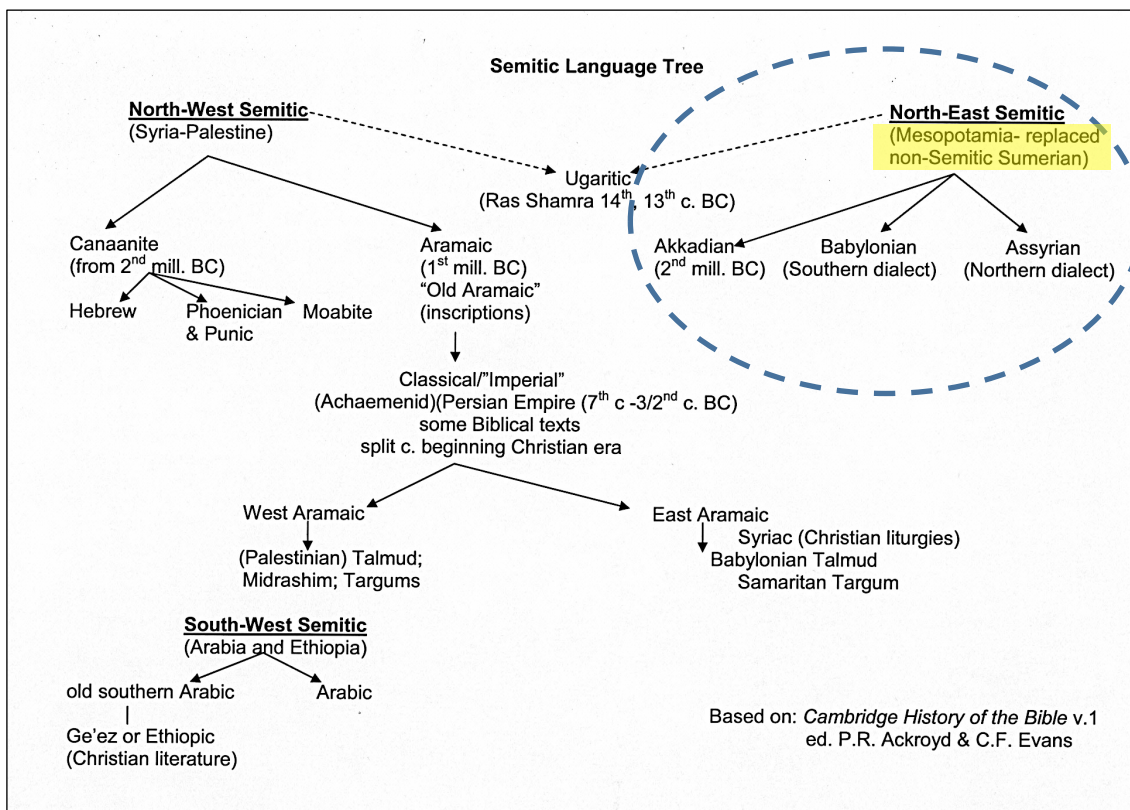 Semitic Language Tree
North-West Semitic
(Syria-Palestine)
North-East Semitic
(Mesopotamia- replaced
non-Semitic Sumerian)
Ugaritic
(Ras Shamra 14th, 13th c. BC)
Canaanite
(from 2nd mill. BC)
Hebrew
Phoenician
& Punic
Moabite
Aramaic
(1st mill. BC)
“Old Aramaic”
(inscriptions)
Akkadian
(2nd mill. BC)
Babylonian
(Southern dialect)
Assyrian
(Northern dialect)
Classical/”Imperial”
(Achaemenid)(Persian Empire (7th c -3/2nd c. BC)
some Biblical texts
split c. beginning Christian era
West Aramaic
(Palestinian) Talmud;
Midrashim; Targums
East Aramaic
Syriac (Christian liturgies)
Babylonian Talmud
Samaritan Targum
South-West Semitic
(Arabia and Ethiopia)
old southern Arabic
Arabic
Ge’ez or Ethiopic
(Christian literature)
Based on: Cambridge History of the Bible v.1
ed. P.R. Ackroyd & C.F. Evans